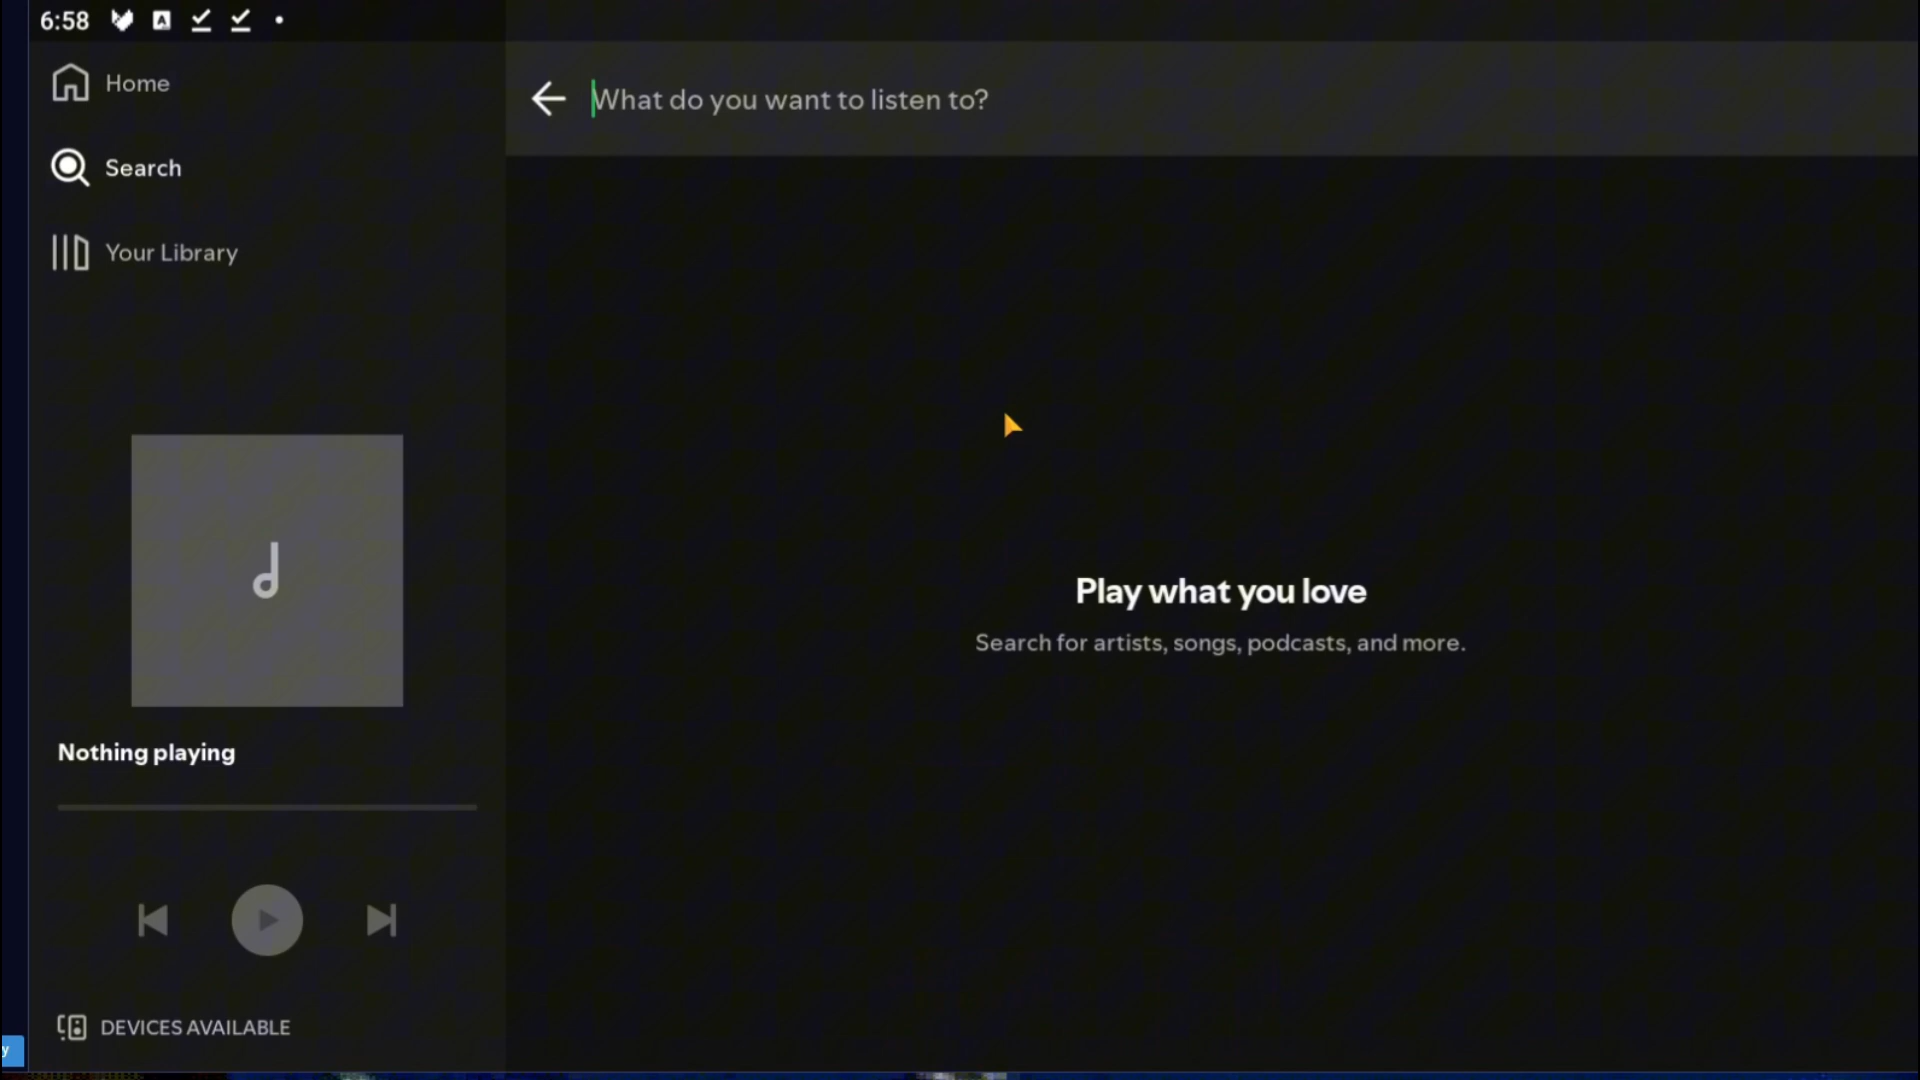 6:58
Home
Search
Your Library
What do you want to listen to?
Play what you love
Search for artists, songs, podcasts, and more.
Nothing playing
DEVICES AVAILABLE
y